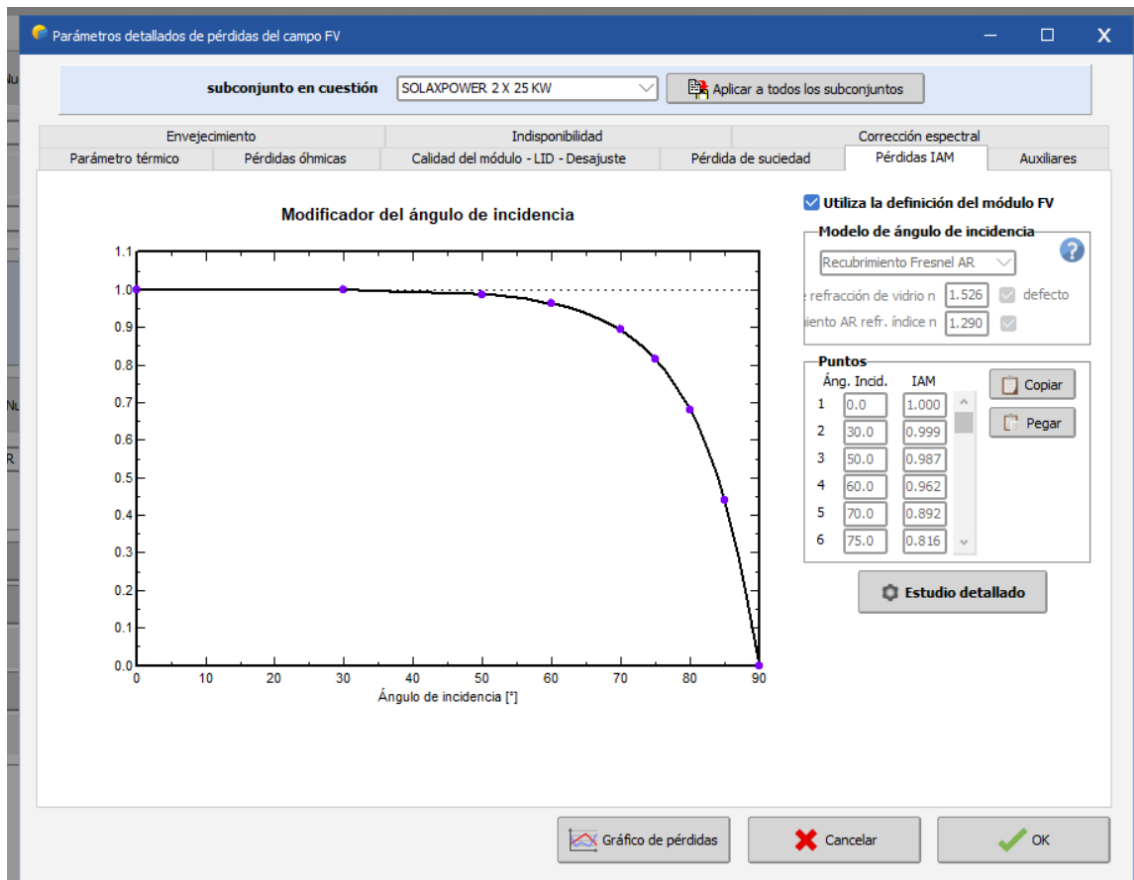 Parámetros detallados de pérdidas del campo FV
subconjunto en cuestión
SOLAXPOWER 2 X 25 KW
Aplicar a todos los subconjuntos
Envejecimiento
Indisponibilidad
Corrección espectral
Parámetro térmico
Pérdidas óhmicas
Calidad del módulo - LID - Desajuste
Pérdida de suciedad
Pérdidas IAM
Auxiliares
Modificador del ángulo de incidencia
1.1
1.0
0.9
0.8
0.7
0.6
0.5
0.4
0.3
0.2
0.1
0.0
0 10 20 30 40 50 60 70 80 90
Ángulo de incidencia [°]
Utiliza la definición del módulo FV
Modelo de ángulo de incidencia
?
Recubrimiento Fresnel AR
refracción de vidrio n 1.526 defecto
iento AR refr. índice n 1.290
Puntos
Áng. Incid. IAM
1 0.0 1.000
2 30.0 0.999
3 50.0 0.987
4 60.0 0.962
5 70.0 0.892
6 75.0 0.816
Copiar
Pegar
Estudio detallado
Gráfico de pérdidas
Cancelar
OK